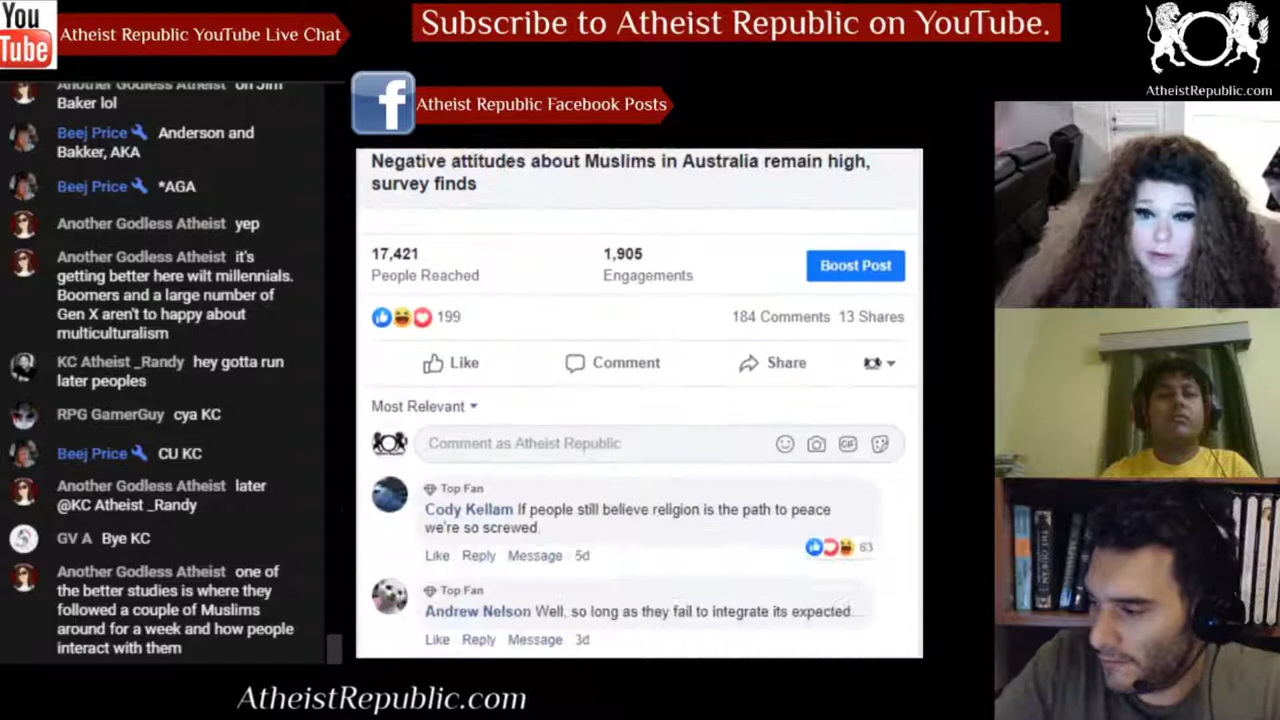 You
Tube
Atheist Republic YouTube Live Chat
Subscribe to Atheist Republic on YouTube.
AtheistRepublic.com
f
Atheist Republic Facebook Posts
Another Godless Atheist on Jim
Baker lol
Beej Price Anderson and
Bakker, AKA
Beej Price *AGA
Another Godless Atheist yep
Another Godless Atheist it's
getting better here wilt millennials.
Boomers and a large number of
Gen X aren't to happy about
multiculturalism
KC Atheist _Randy hey gotta run
later peoples
RPG GamerGuy cya KC
Beej Price CU KC
Another Godless Atheist later
@KC Atheist _Randy
GV A Bye KC
Another Godless Atheist one of
the better studies is where they
followed a couple of Muslims
around for a week and how people
interact with them
Negative attitudes about Muslims in Australia remain high,
survey finds
17,421 1,905
People Reached Engagements
Boost Post
199 184 Comments 13 Shares
Like Comment Share
Most Relevant
Comment as Atheist Republic
GIF
Top Fan
Cody Kellam If people still believe religion is the path to peace
we're so screwed.
63
Like Reply Message 5d
Top Fan
Andrew Nelson Well, so long as they fail to integrate its expected...
Like Reply Message 3d
THE QURAN
AtheistRepublic.com